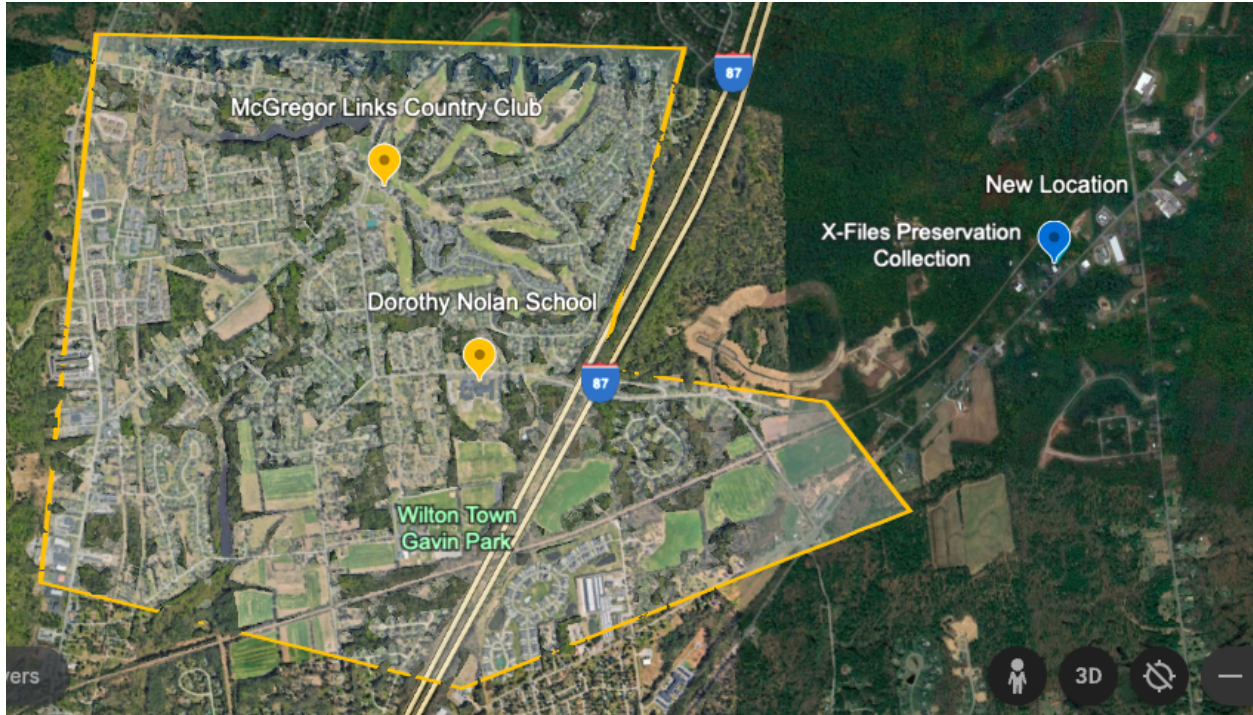 87
McGregor Links Country Club
New Location
X-Files Preservation
Collection
Dorothy Nolan School
87
Wilton Town
Gavin Park
yers
3D